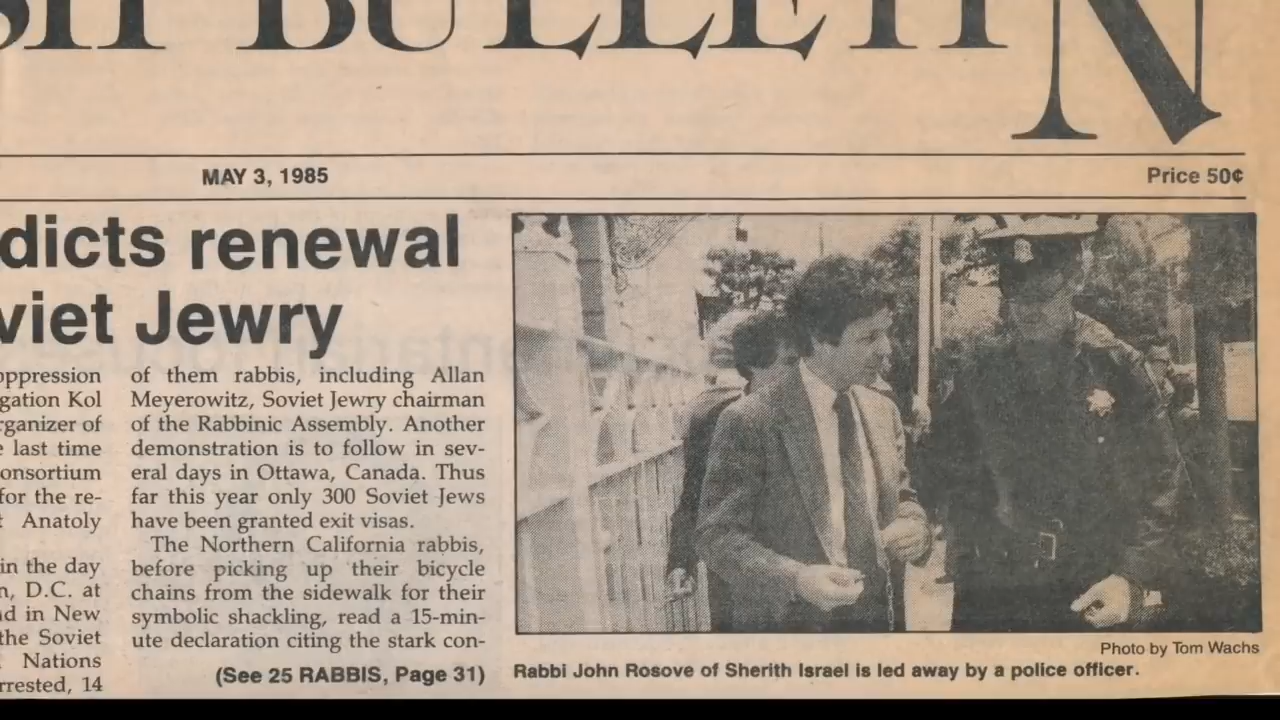 SH BULLETIN
MAY 3, 1985
Price 50¢
dicts renewal
viet Jewry
oppression
gation Kol
rganizer of
e last time
onsortium
for the re-
t Anatoly
in the day
n, D.C. at
nd in New
the Soviet
Nations
rrested, 14
of them rabbis, including Allan
Meyerowitz, Soviet Jewry chairman
of the Rabbinic Assembly. Another
demonstration is to follow in sev-
eral days in Ottawa, Canada. Thus
far this year only 300 Soviet Jews
have been granted exit visas.
The Northern California rabbis,
before picking up their bicycle
chains from the sidewalk for their
symbolic shackling, read a 15-min-
ute declaration citing the stark con-
(See 25 RABBIS, Page 31)
Photo by Tom Wachs
Rabbi John Rosove of Sherith Israel is led away by a police officer.